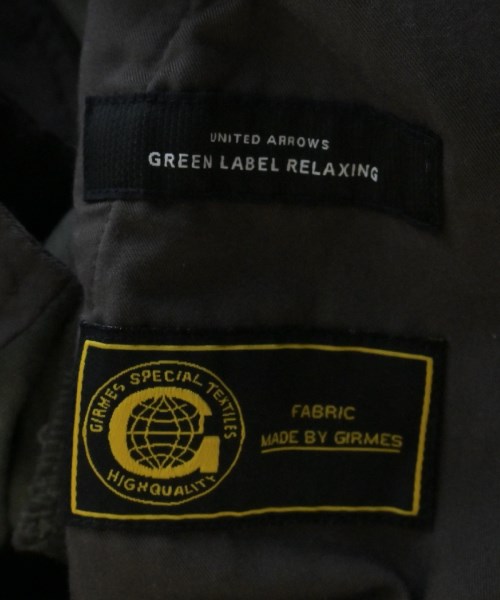 UNITED ARROWS
GREEN LABEL RELAXING
GIRMES SPECIAL TEXTILES
G
HIGHQUALITY
FABRIC
MADE BY GIRMES